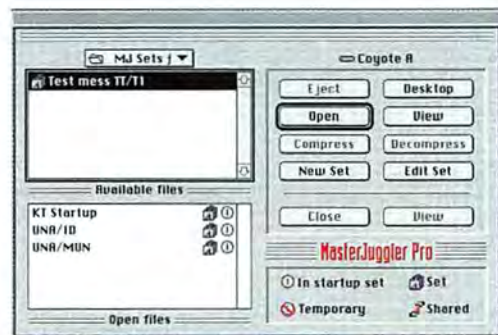 MJ Sets ƒ
Coyote A
Test mess TT/T1
Eject
Desktop
Open
View
Compress
Decompress
New Set
Edit Set
Available files
KT Startup
UNA/ID
UNA/MUN
Close
View
Open files
MasterJuggler Pro
In startup set
Set
Temporary
Shared